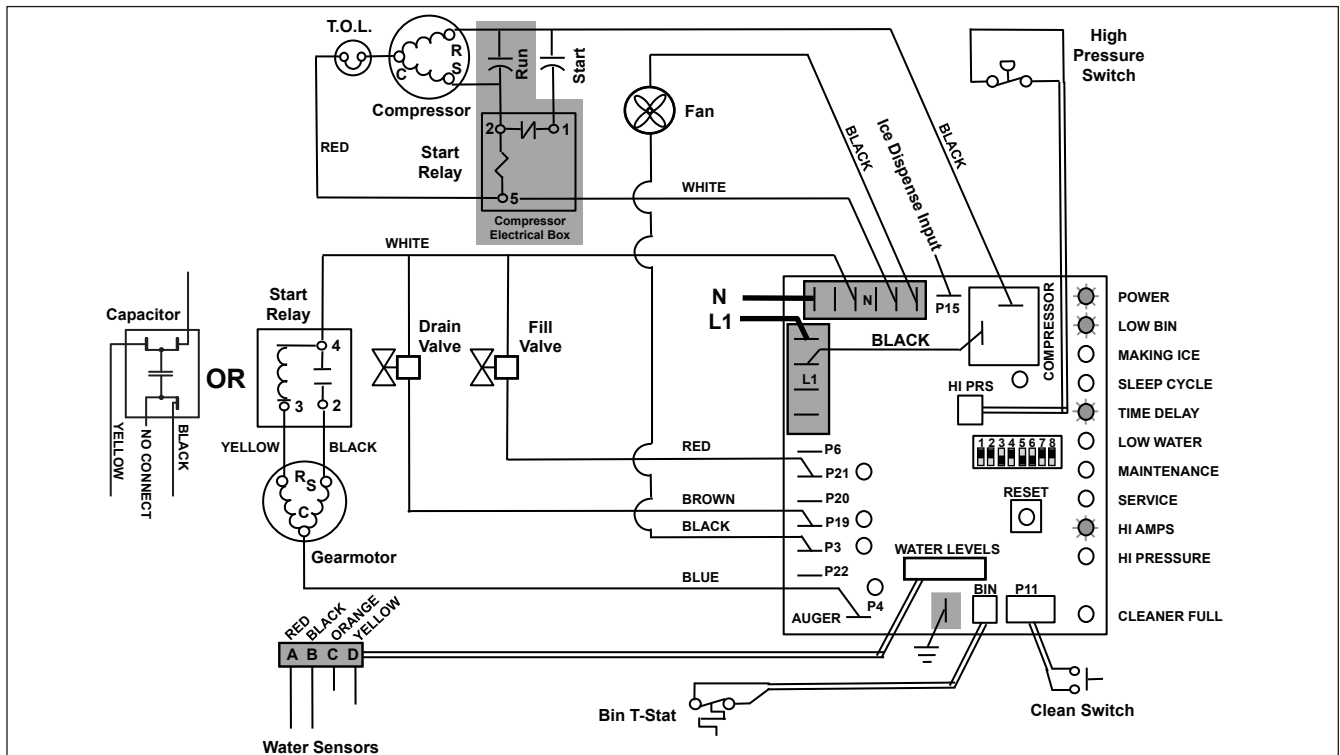 T.O.L.
R
S
C
Compressor
Run
Start
2
1
5
Start
Relay
Compressor
Electrical Box
RED
WHITE
Fan
BLACK
Ice Dispense Input
BLACK
High
Pressure
Switch
WHITE
Capacitor
YELLOW
NO CONNECT
BLACK
OR
Start
Relay
4
3
2
YELLOW
BLACK
R
S
C
Gearmotor
Drain
Valve
Fill
Valve
N
L1
N
P15
COMPRESSOR
BLACK
L1
HI PRS
POWER
LOW BIN
MAKING ICE
SLEEP CYCLE
TIME DELAY
LOW WATER
MAINTENANCE
SERVICE
HI AMPS
HI PRESSURE
CLEANER FULL
1 2 3 4 5 6 7 8
RESET
RED
P6
P21
P20
BROWN
P19
BLACK
P3
P22
BLUE
P4
AUGER
WATER LEVELS
BIN
P11
RED
BLACK
ORANGE
YELLOW
A B C D
Water Sensors
Bin T-Stat
Clean Switch